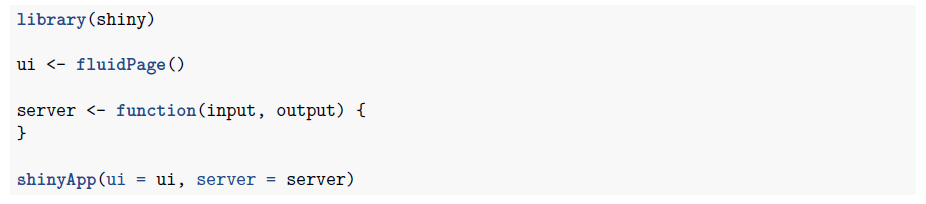 library(shiny)
ui <- fluidPage()
server <- function(input, output) {
}
shinyApp(ui = ui, server = server)